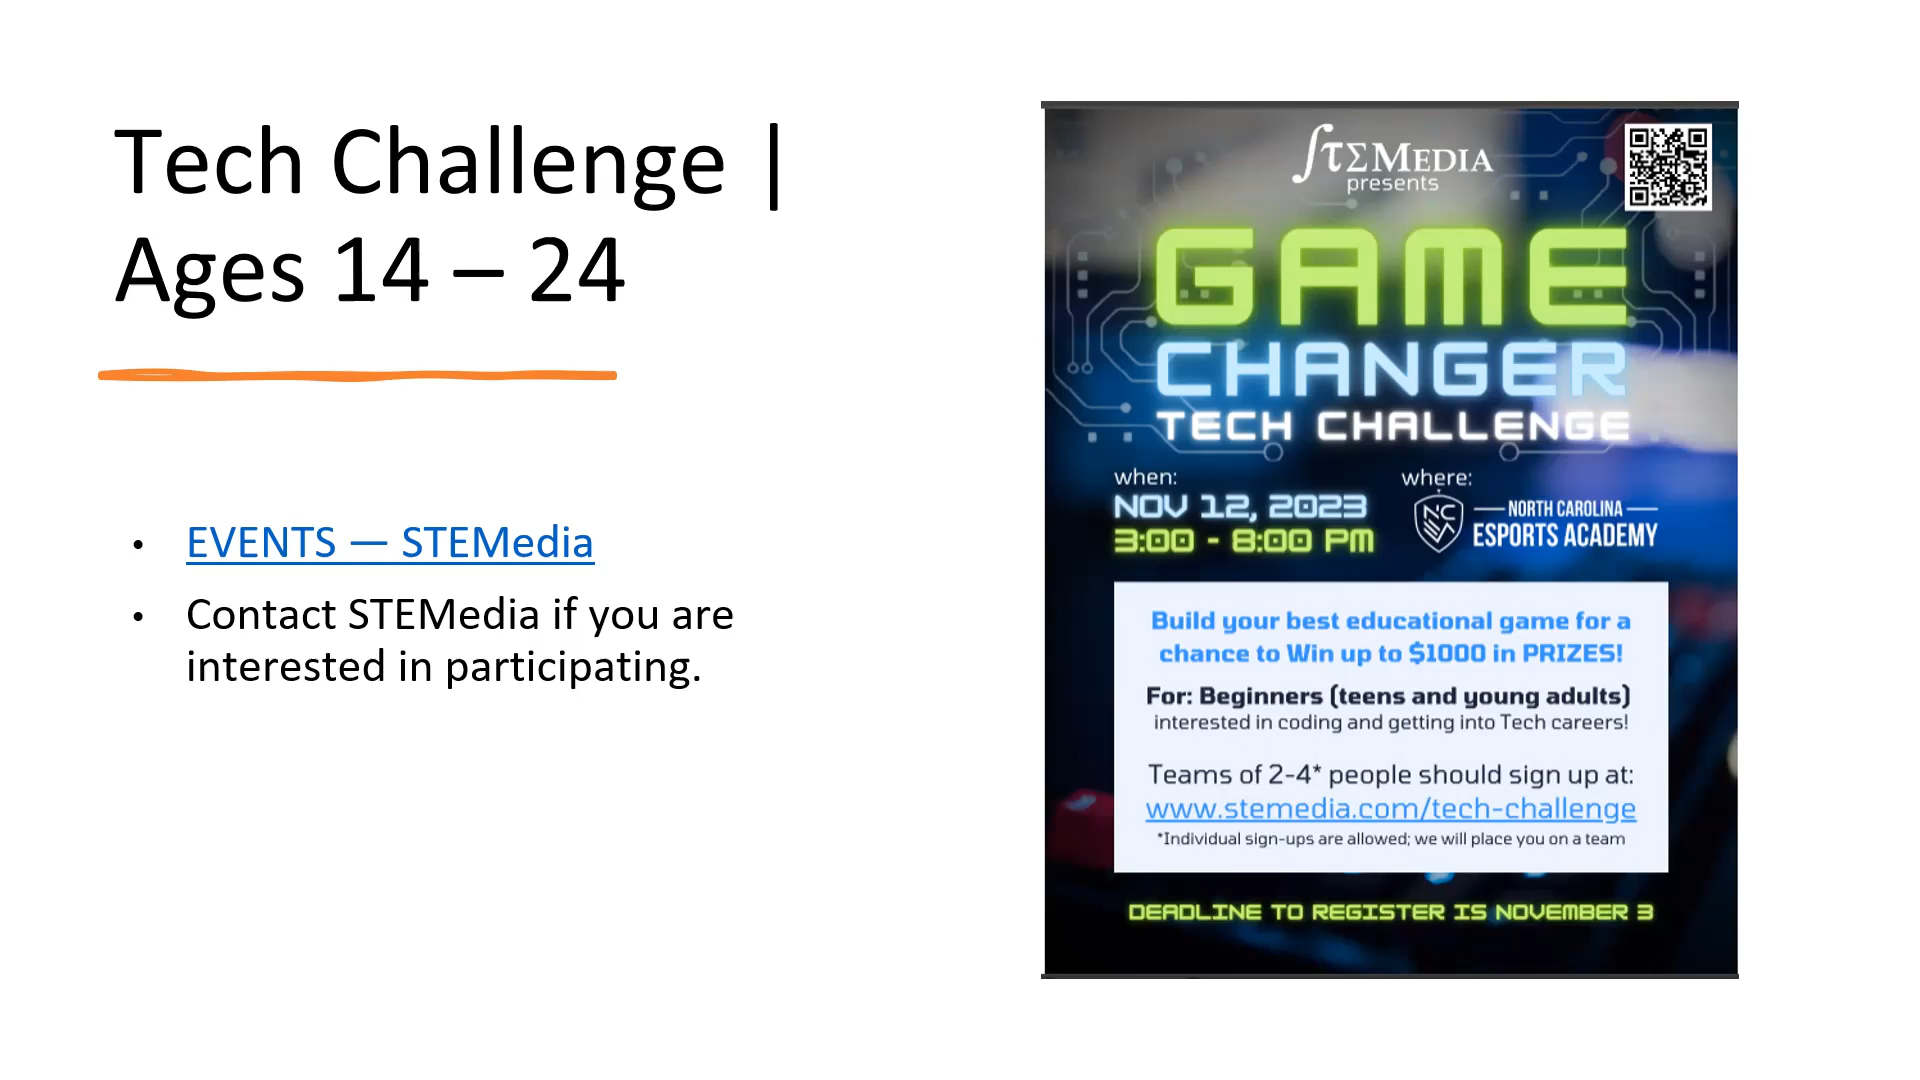 Tech Challenge |
Ages 14 – 24
• EVENTS — STEMedia
• Contact STEMedia if you are
interested in participating.
∫τΣMEDIA
presents
GAME
CHANGER
TECH CHALLENGE
when:
NOV 12, 2023
3:00 - 8:00 PM
where:
NCEA
NORTH CAROLINA
ESPORTS ACADEMY
Build your best educational game for a
chance to Win up to $1000 in PRIZES!
For: Beginners (teens and young adults)
interested in coding and getting into Tech careers!
Teams of 2-4* people should sign up at:
www.stemedia.com/tech-challenge
*Individual sign-ups are allowed; we will place you on a team
DEADLINE TO REGISTER IS NOVEMBER 3